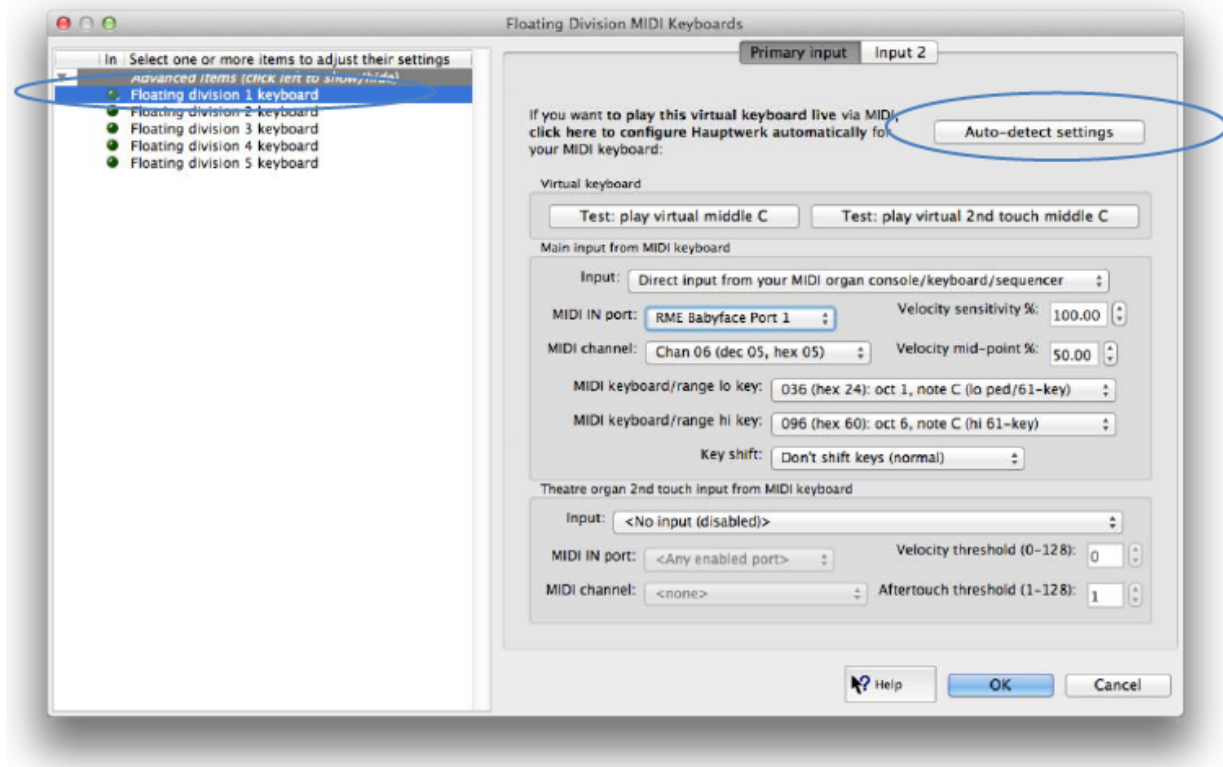 Floating Division MIDI Keyboards
In Select one or more items to adjust their settings
Advanced items (click left to show/hide)
Floating division 1 keyboard
Floating division 2 keyboard
Floating division 3 keyboard
Floating division 4 keyboard
Floating division 5 keyboard
Primary input Input 2
If you want to play this virtual keyboard live via MIDI,
click here to configure Hauptwerk automatically for
your MIDI keyboard:
Auto-detect settings
Virtual keyboard
Test: play virtual middle C Test: play virtual 2nd touch middle C
Main input from MIDI keyboard
Input: Direct input from your MIDI organ console/keyboard/sequencer
MIDI IN port: RME Babyface Port 1 Velocity sensitivity %: 100.00
MIDI channel: Chan 06 (dec 05, hex 05) Velocity mid-point %: 50.00
MIDI keyboard/range lo key: 036 (hex 24): oct 1, note C (lo ped/61-key)
MIDI keyboard/range hi key: 096 (hex 60): oct 6, note C (hi 61-key)
Key shift: Don't shift keys (normal)
Theatre organ 2nd touch input from MIDI keyboard
Input: <No input (disabled)>
MIDI IN port: <Any enabled port> Velocity threshold (0-128): 0
MIDI channel: <none> Aftertouch threshold (1-128): 1
Help OK Cancel